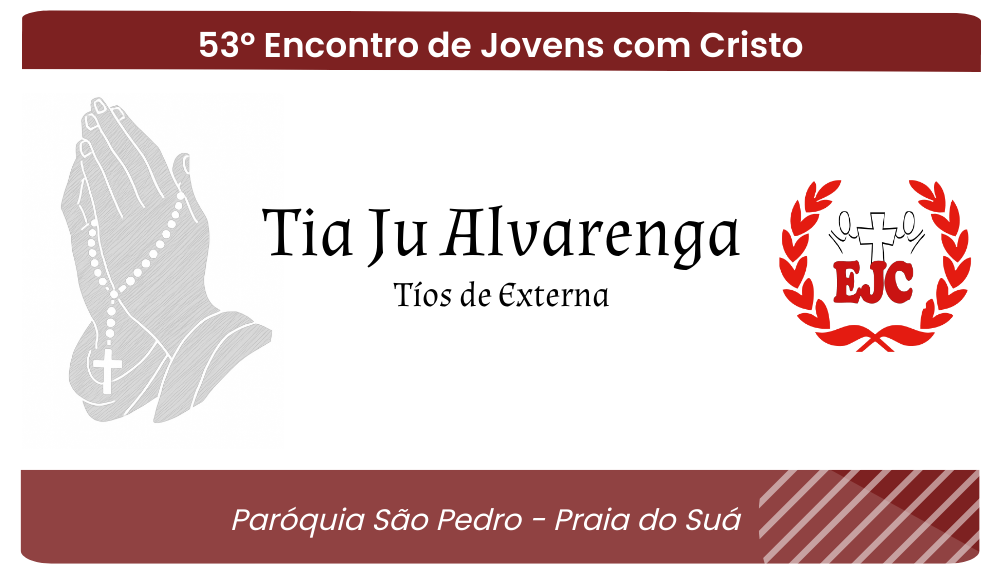 53º Encontro de Jovens com Cristo
Tia Ju Alvarenga
Tíos de Externa
EJC
Paróquia São Pedro - Praia do Suá